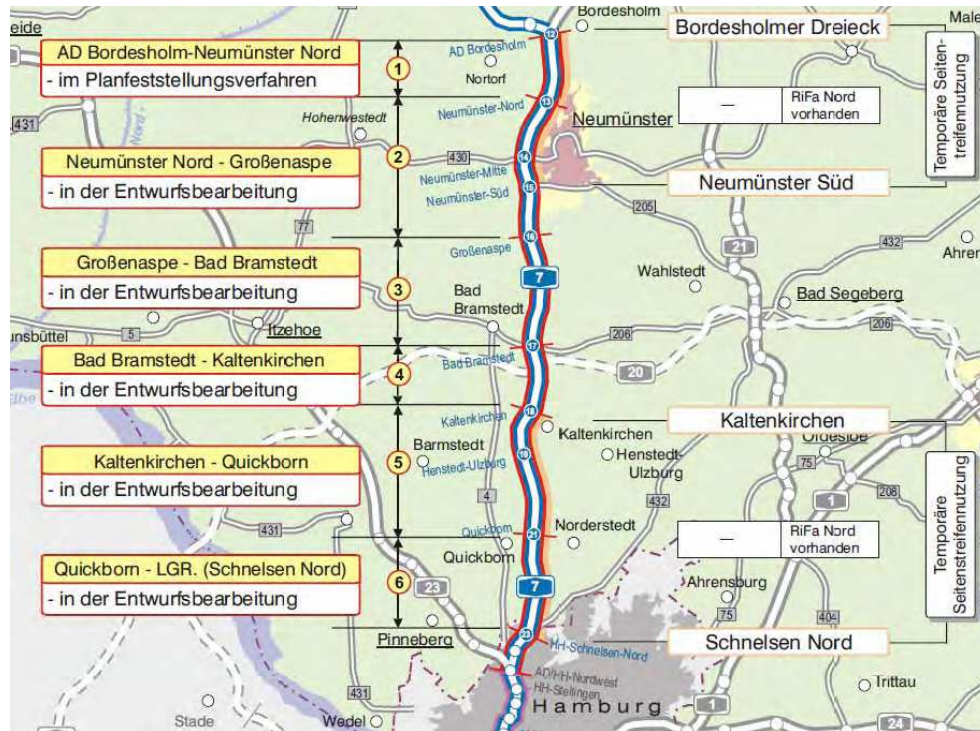 eide
Bordesholm
Male
AD Bordesholm-Neumünster Nord
- im Planfeststellungsverfahren
1
AD Bordesholm
12
Nortorf
Bordesholmer Dreieck
Temporäre Seiten-
treifennutzung
—
RiFa Nord
vorhanden
431
Nord-
Hohenwestedt
Neumünster-Nord
13
Neumünster
2
430
14
Neumünster Nord - Großenaspe
- in der Entwurfsbearbeitung
Neumünster-Mitte
Neumünster-Süd
15
Neumünster Süd
77
205
16
Großenaspe
21
432
Ahren
Großenaspe - Bad Bramstedt
- in der Entwurfsbearbeitung
3
7
Wahlstedt
Bad
Bramstedt
Bad Segeberg
unsbüttel
5
Itzehoe
206
206
17
Bad Bramstedt
Bad Bramstedt - Kaltenkirchen
- in der Entwurfsbearbeitung
4
20
Elbe
18
Kaltenkirchen
Kaltenkirchen
Kaltenkirchen
Oldesloe
Kaltenkirchen - Quickborn
- in der Entwurfsbearbeitung
5
Barmstedt
Henstedt-Ulzburg
19
Henstedt-
Ulzburg
75
4
432
1
208
Temporäre
Seitenstreifennutzung
431
Quickborn
21
Norderstedt
Quickborn
—
RiFa Nord
vorhanden
Quickborn - LGR. (Schnelsen Nord)
- in der Entwurfsbearbeitung
6
23
7
Ahrensburg
75
404
Pinneberg
23
HH-Schnelsen-Nord
Schnelsen Nord
AD/HH-Nordwest
HH-Stellingen
431
Hamburg
Trittau
1
Stade
Wedel
24